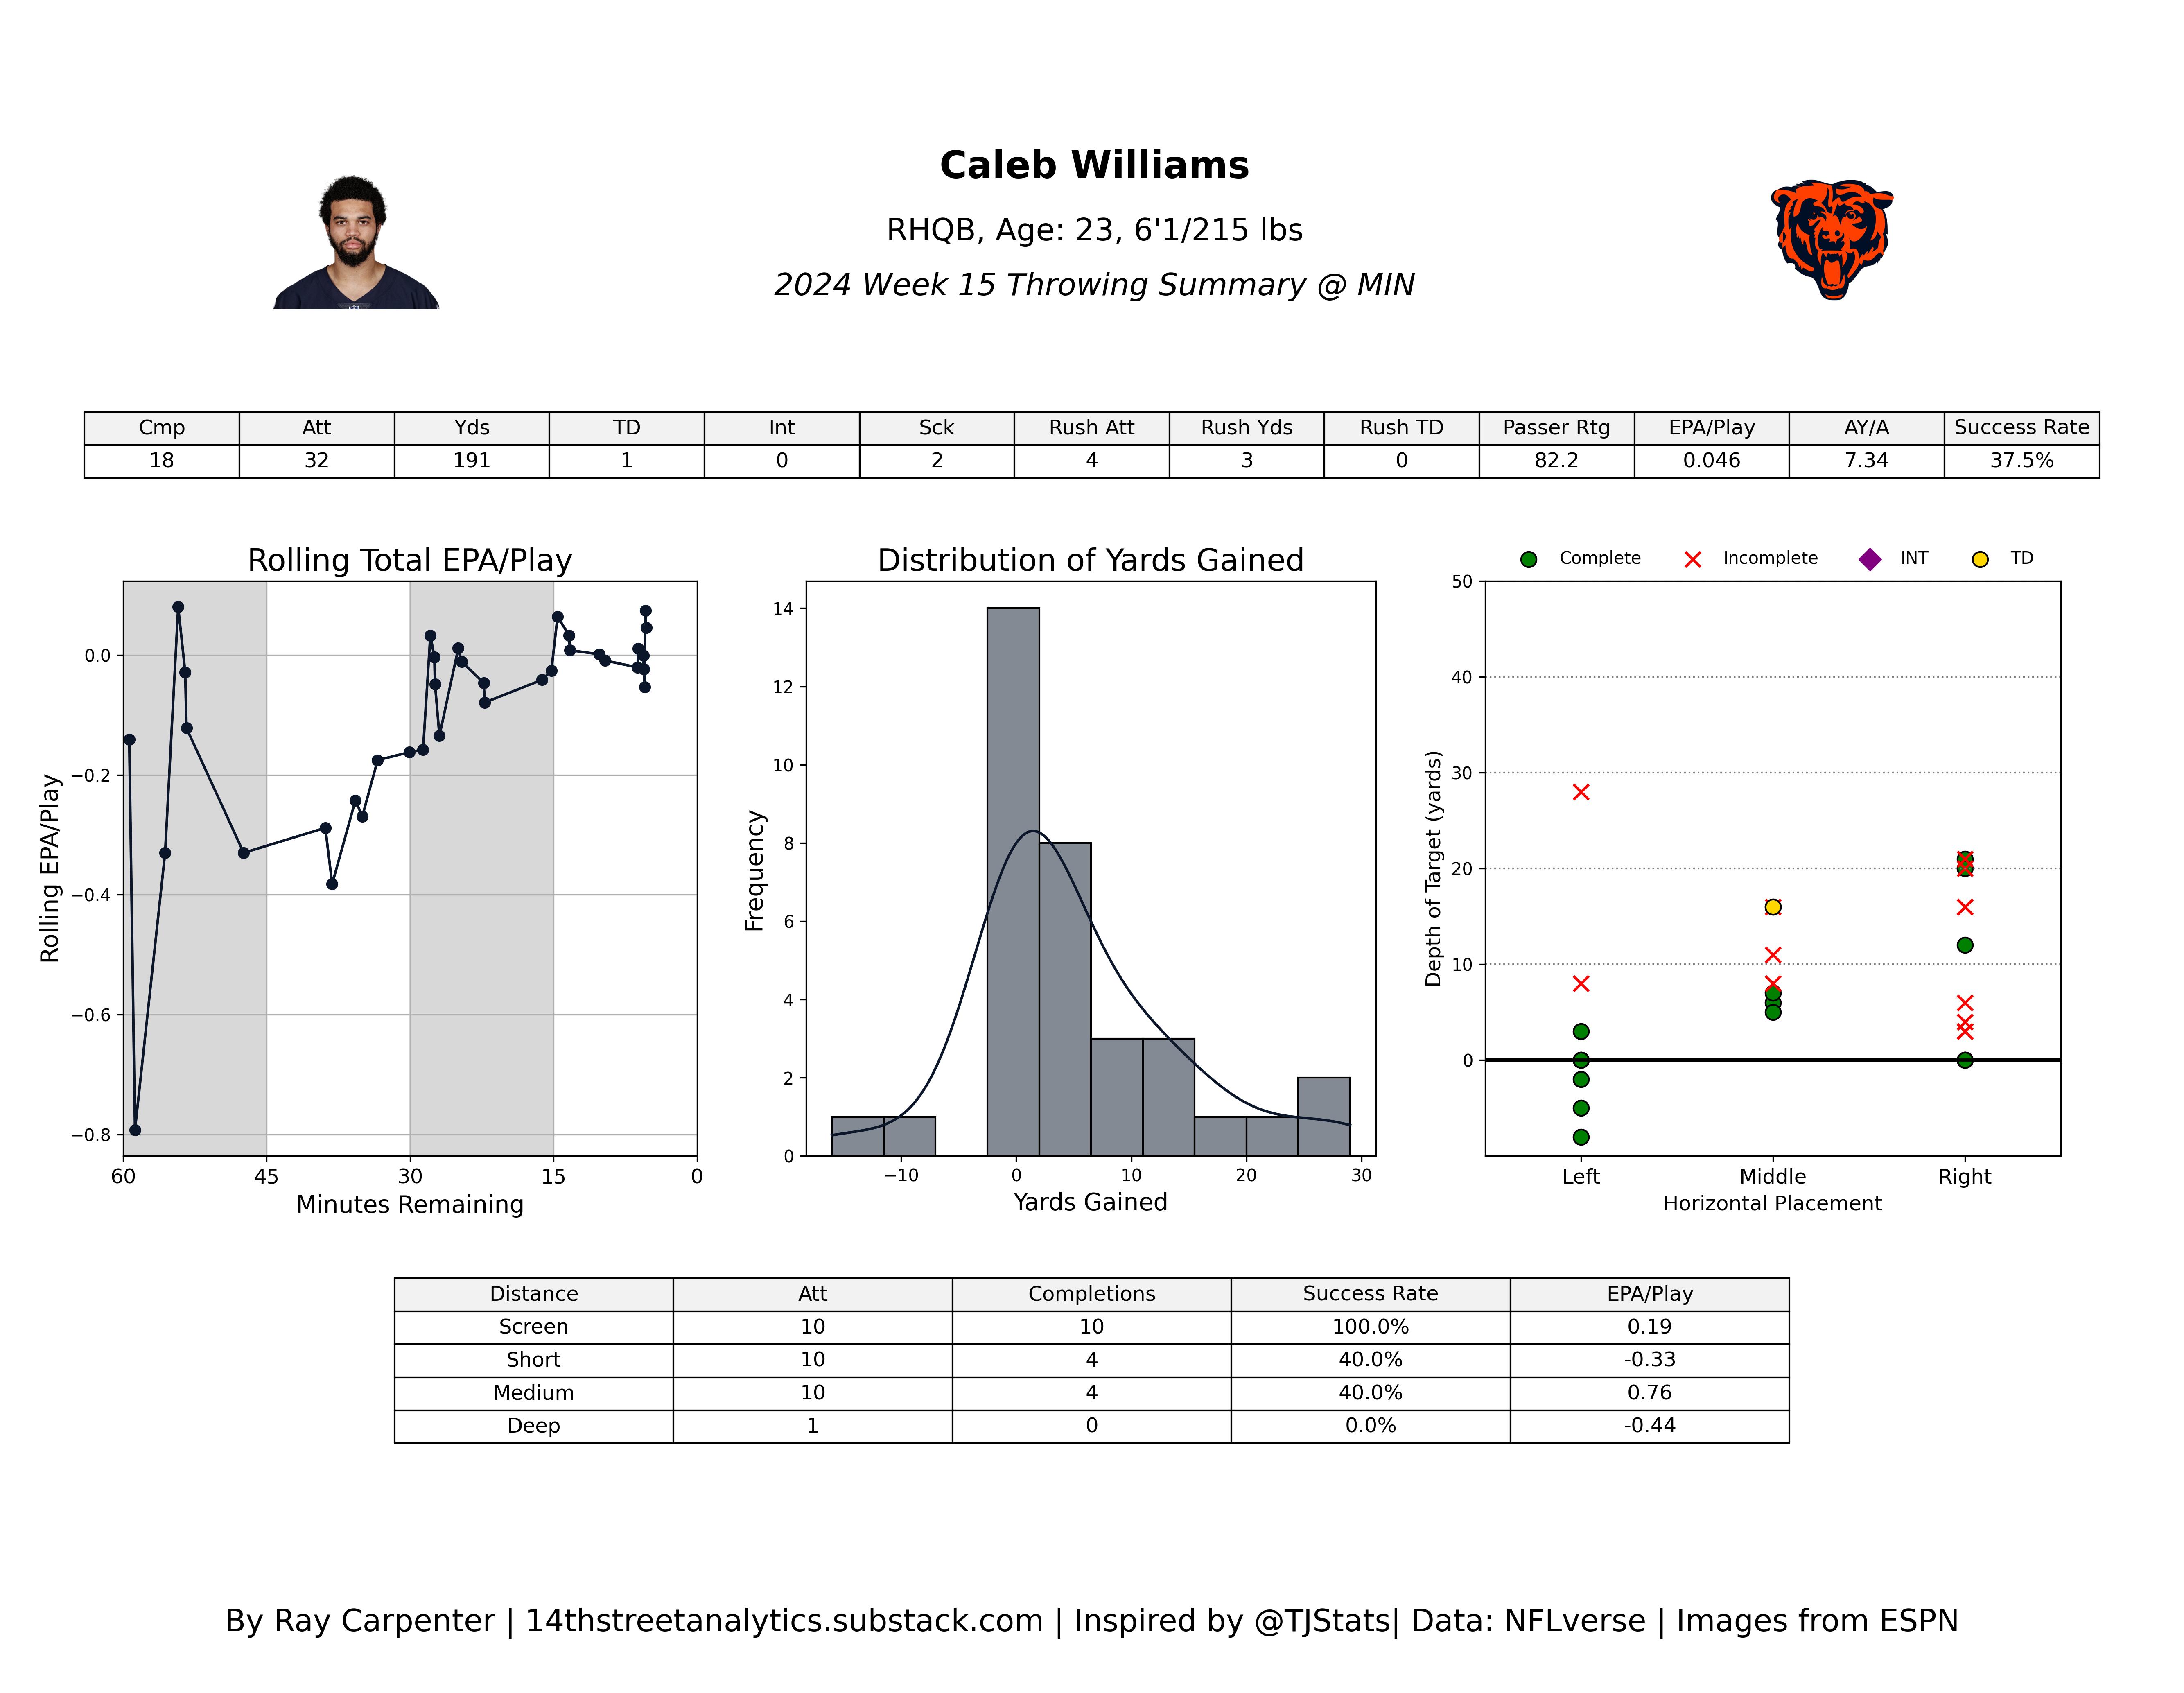 Caleb Williams
RHQB, Age: 23, 6'1/215 lbs
2024 Week 15 Throwing Summary @ MIN
Cmp Att Yds TD Int Sck Rush Att Rush Yds Rush TD Passer Rtg EPA/Play AY/A Success Rate
18 32 191 1 0 2 4 3 0 82.2 0.046 7.34 37.5%
Rolling Total EPA/Play
Rolling EPA/Play
0.0
−0.2
−0.4
−0.6
−0.8
60 45 30 15 0
Minutes Remaining
Distribution of Yards Gained
Frequency
14
12
10
8
6
4
2
0
−10 0 10 20 30
Yards Gained
Complete Incomplete INT TD
Depth of Target (yards)
50
40
30
20
10
0
Left Middle Right
Horizontal Placement
Distance Att Completions Success Rate EPA/Play
Screen 10 10 100.0% 0.19
Short 10 4 40.0% -0.33
Medium 10 4 40.0% 0.76
Deep 1 0 0.0% -0.44
By Ray Carpenter | 14thstreetanalytics.substack.com | Inspired by @TJStats| Data: NFLverse | Images from ESPN